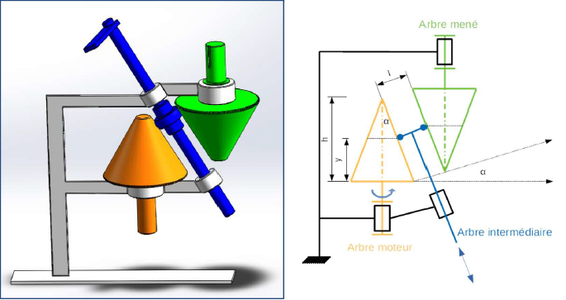 Arbre mené
l
α
h
y
α
Arbre intermédiaire
Arbre moteur